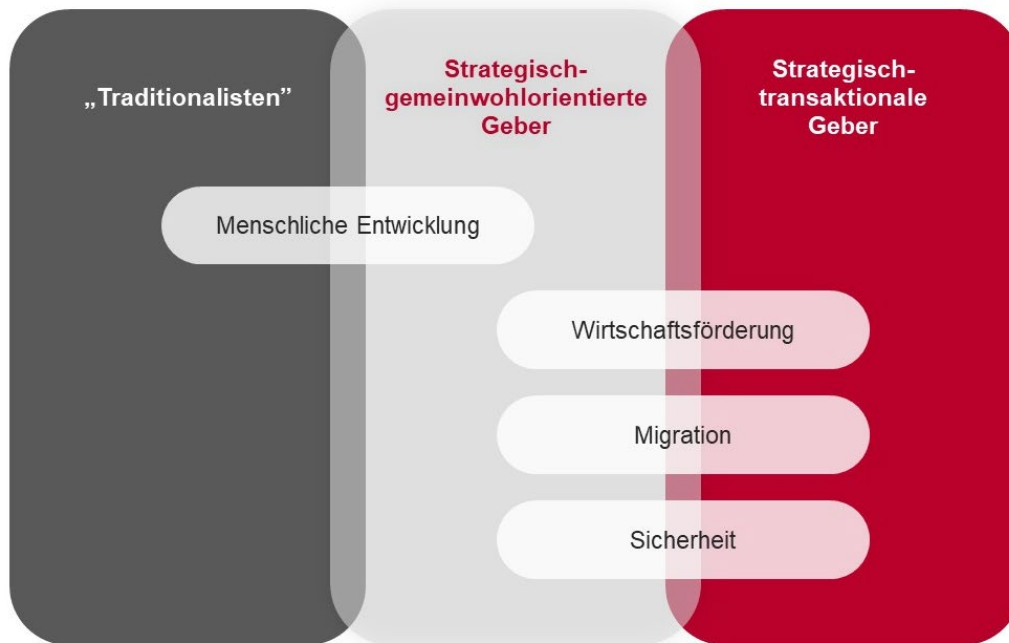 „Traditionalisten”
Strategisch-
gemeinwohlorientierte
Geber
Strategisch-
transaktionale
Geber
Menschliche Entwicklung
Wirtschaftsförderung
Migration
Sicherheit